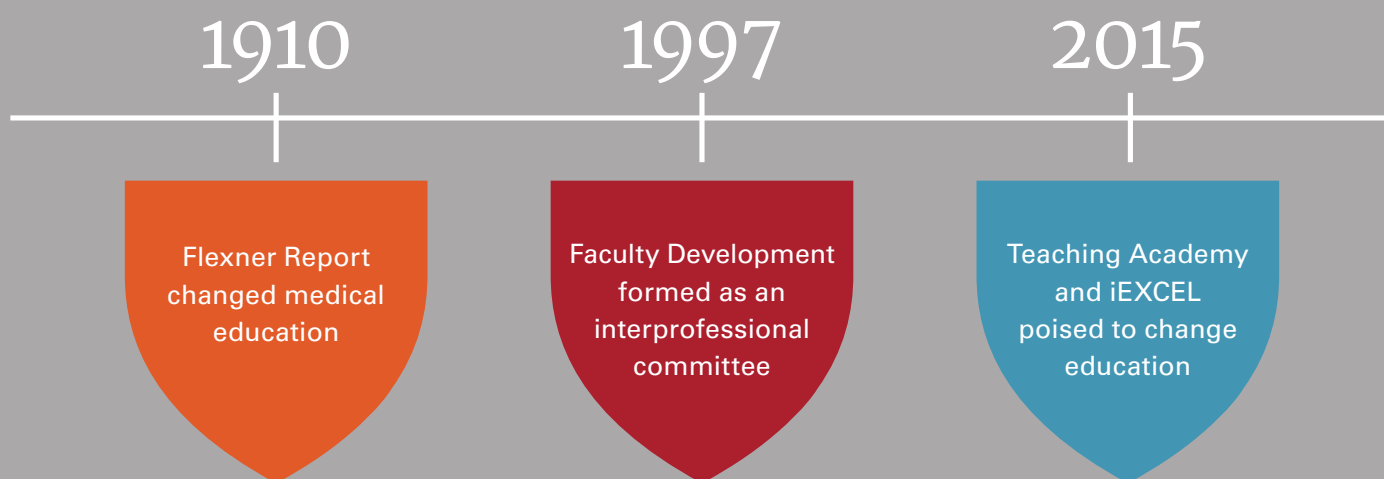 1910
1997
2015
Flexner Report
changed medical
education
Faculty Development
formed as an
interprofessional
committee
Teaching Academy
and iEXCEL
poised to change
education